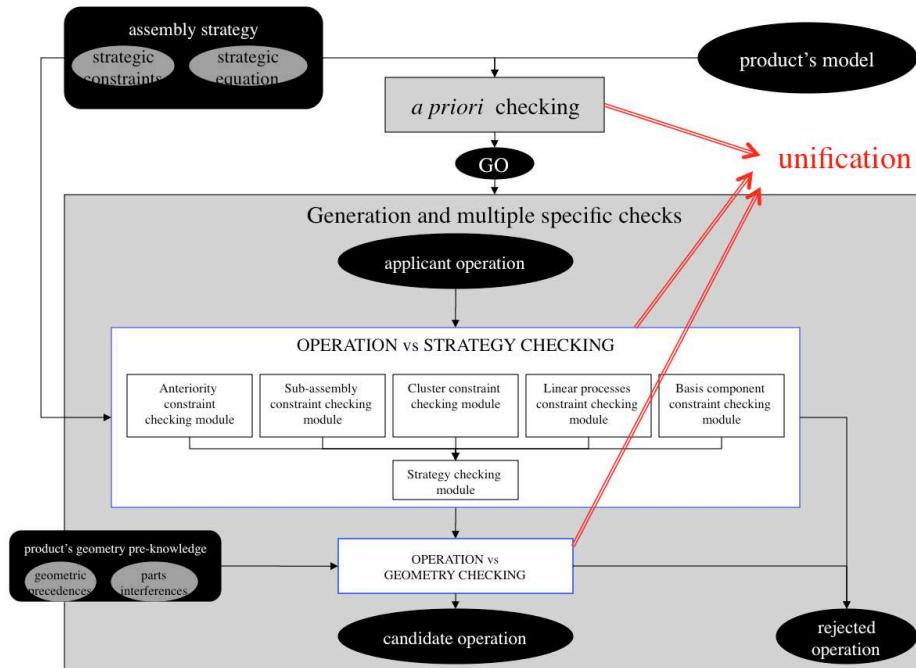 assembly strategy
strategic
constraints
strategic
equation
product's model
a priori checking
GO
unification
Generation and multiple specific checks
applicant operation
OPERATION vs STRATEGY CHECKING
Anteriority
constraint
checking module
Sub-assembly
constraint checking
module
Cluster constraint
checking module
Linear processes
constraint checking
module
Basis component
constraint checking
module
Strategy checking
module
product's geometry pre-knowledge
geometric
precedences
parts
interferences
OPERATION vs
GEOMETRY CHECKING
candidate operation
rejected
operation